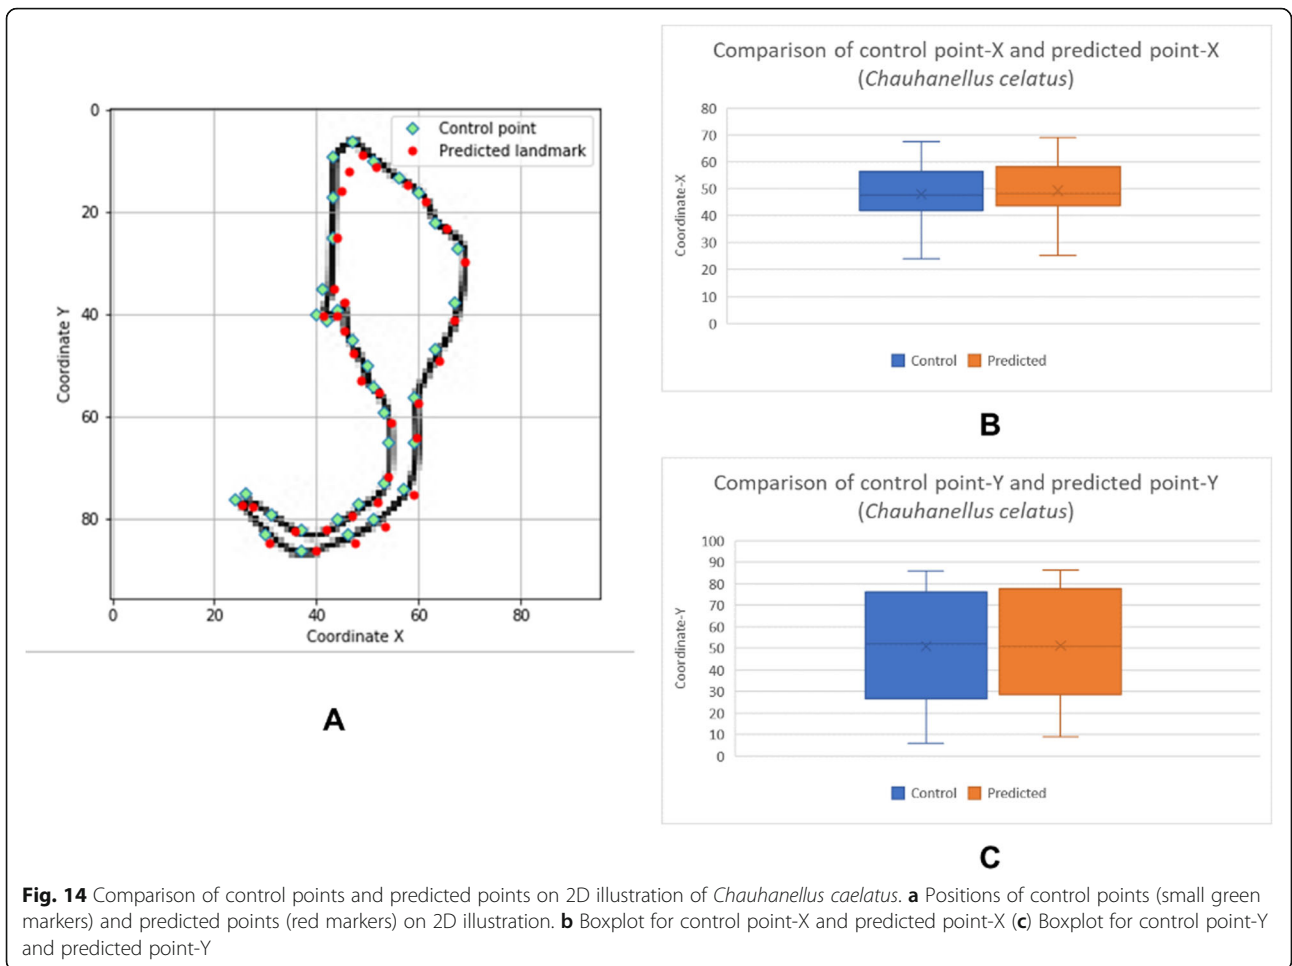 0
20
40
60
80
Coordinate Y
0 20 40 60 80
Coordinate X
Control point
Predicted landmark
A
Comparison of control point-X and predicted point-X
(Chauhanellus celatus)
80
70
60
50
40
30
20
10
0
Coordinate-X
Control Predicted
B
Comparison of control point-Y and predicted point-Y
(Chauhanellus celatus)
100
90
80
70
60
50
40
30
20
10
0
Coordinate-Y
Control Predicted
C
Fig. 14 Comparison of control points and predicted points on 2D illustration of Chauhanellus caelatus. a Positions of control points (small green
markers) and predicted points (red markers) on 2D illustration. b Boxplot for control point-X and predicted point-X (c) Boxplot for control point-Y
and predicted point-Y